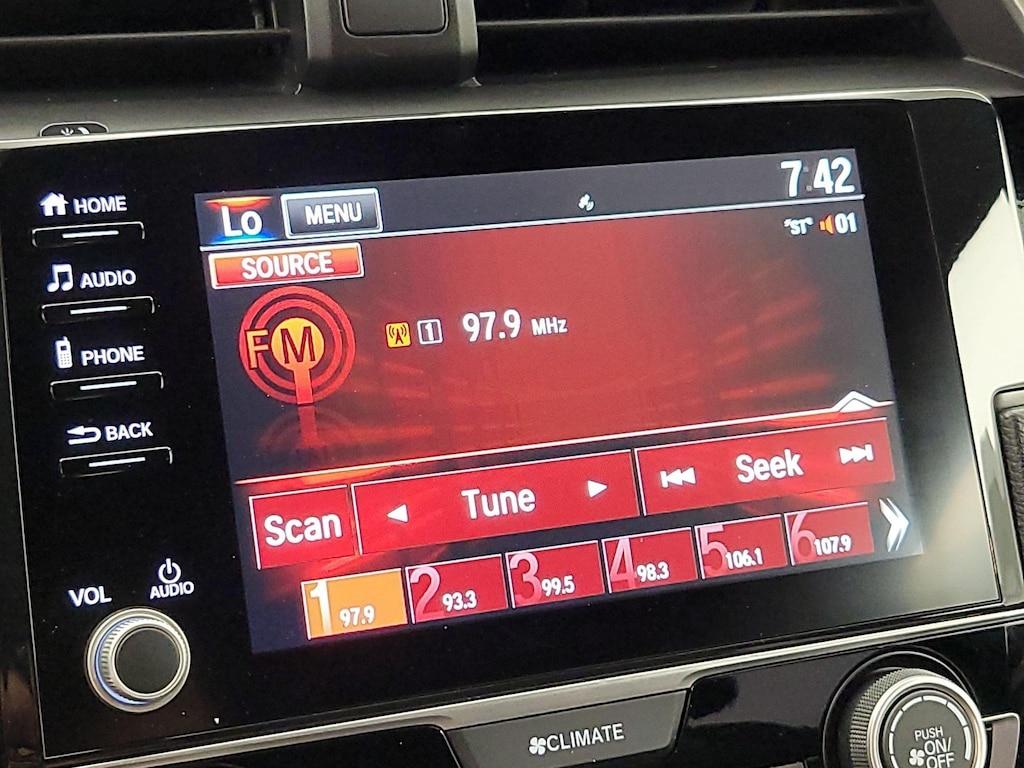 HOME
AUDIO
PHONE
BACK
VOL
AUDIO
Lo MENU 7:42
"ST" 01
SOURCE
FM 1 97.9 MHz
Scan Tune Seek
1 97.9 2 93.3 3 99.5 4 98.3 5 106.1 6 107.9
CLIMATE
PUSH
ON/
OFF